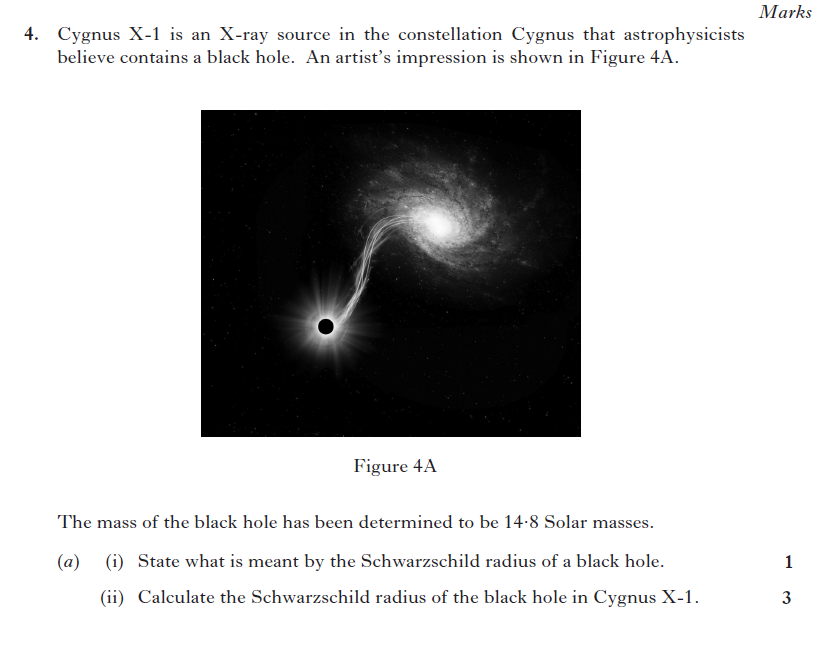 Marks
4. Cygnus X-1 is an X-ray source in the constellation Cygnus that astrophysicists
believe contains a black hole. An artist's impression is shown in Figure 4A.
Figure 4A
The mass of the black hole has been determined to be 14·8 Solar masses.
(a) (i) State what is meant by the Schwarzschild radius of a black hole. 1
(ii) Calculate the Schwarzschild radius of the black hole in Cygnus X-1. 3